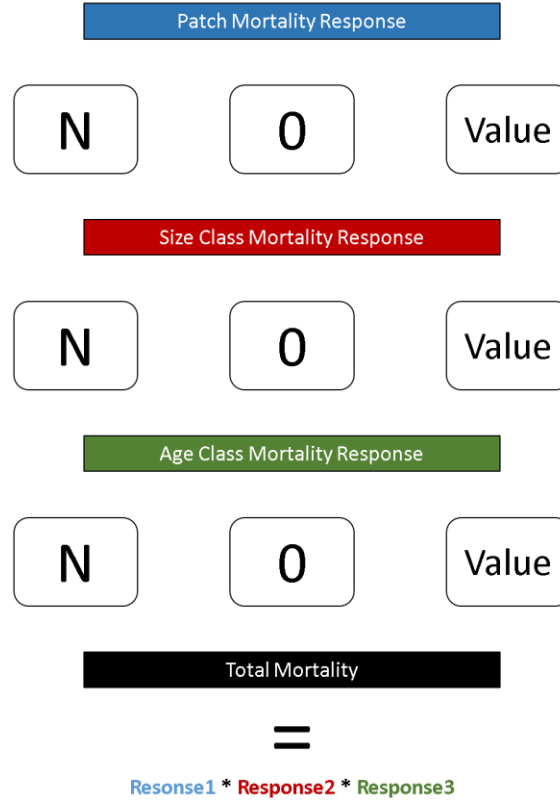 Patch Mortality Response
N 0 Value
Size Class Mortality Response
N 0 Value
Age Class Mortality Response
N 0 Value
Total Mortality
=
Resonse1 * Response2 * Response3